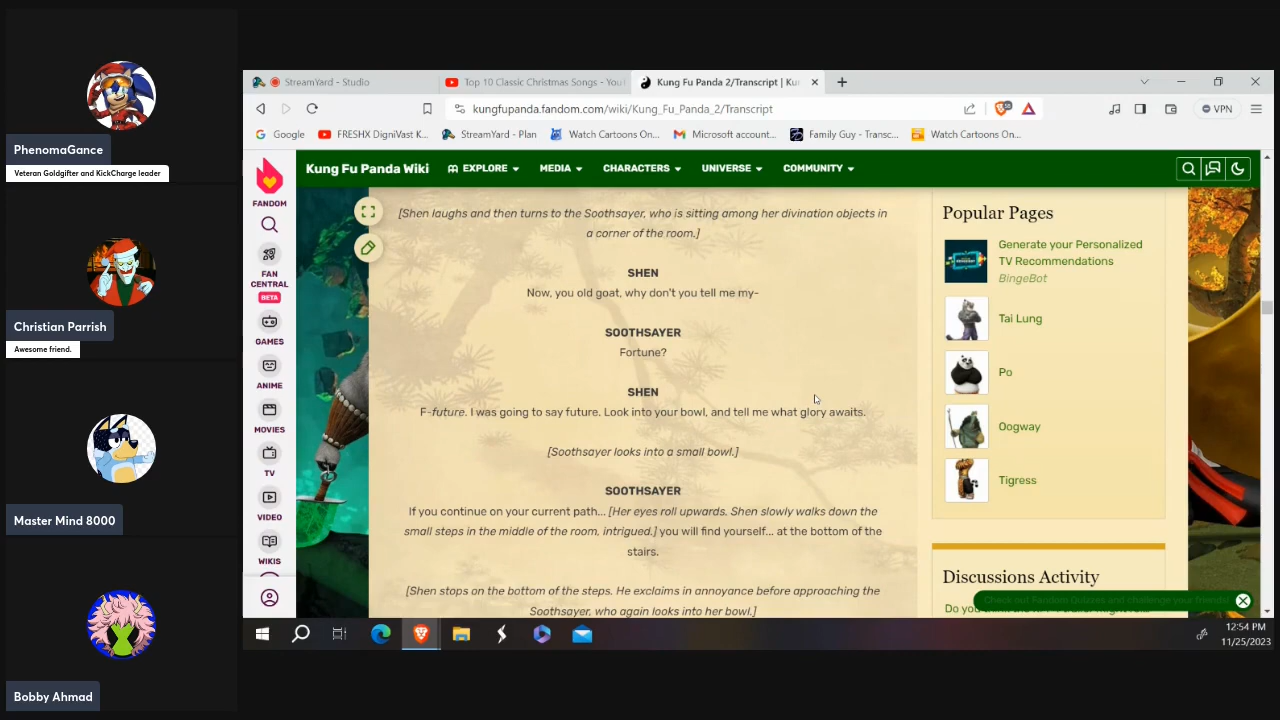 PhenomaGance
Veteran Goldgifter and KickCharge leader
Christian Parrish
Awesome friend.
Master Mind 8000
Bobby Ahmad
StreamYard - Studio
Top 10 Classic Christmas Songs - You
Kung Fu Panda 2/Transcript | Ku
kungfupanda.fandom.com/wiki/Kung_Fu_Panda_2/Transcript
VPN
Google
FRESHX DigniVast K...
StreamYard - Plan
Watch Cartoons On...
Microsoft account...
Family Guy - Transc...
Watch Cartoons On...
Kung Fu Panda Wiki
EXPLORE
MEDIA
CHARACTERS
UNIVERSE
COMMUNITY
FANDOM
FAN
CENTRAL
BETA
GAMES
ANIME
MOVIES
TV
VIDEO
WIKIS
[Shen laughs and then turns to the Soothsayer, who is sitting among her divination objects in
a corner of the room.]
SHEN
Now, you old goat, why don't you tell me my-
SOOTHSAYER
Fortune?
SHEN
F-future. I was going to say future. Look into your bowl, and tell me what glory awaits.
[Soothsayer looks into a small bowl.]
SOOTHSAYER
If you continue on your current path... [Her eyes roll upwards. Shen slowly walks down the
small steps in the middle of the room, intrigued.] you will find yourself... at the bottom of the
stairs.
[Shen stops on the bottom of the steps. He exclaims in annoyance before approaching the
Soothsayer, who again looks into her bowl.]
Popular Pages
Generate your Personalized
TV Recommendations
BingeBot
Tai Lung
Po
Oogway
Tigress
Discussions Activity
Check out Fandom Quizzes and challenge your friends!
12:54 PM
11/25/2023